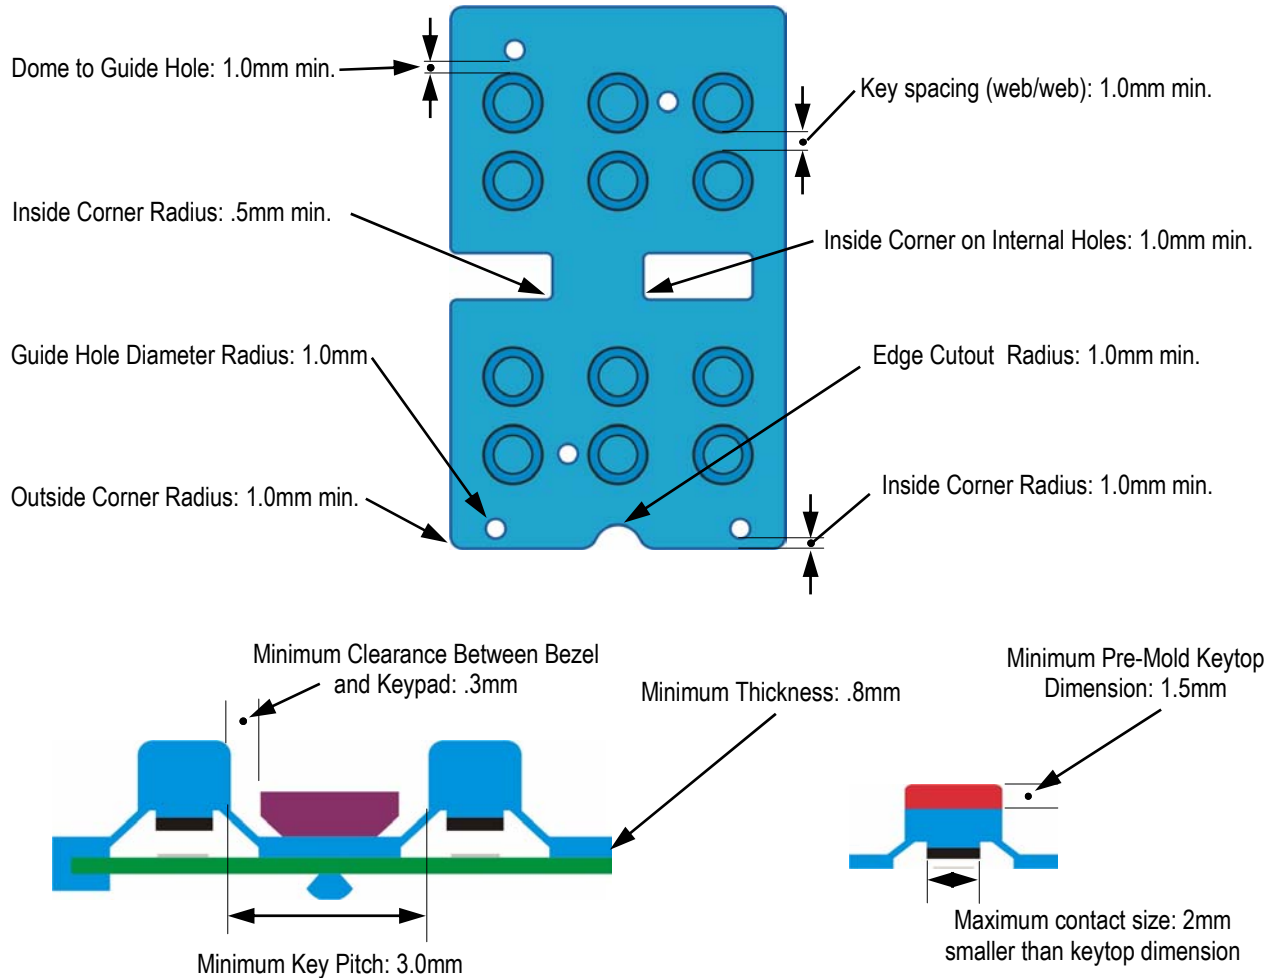 Dome to Guide Hole: 1.0mm min.
Key spacing (web/web): 1.0mm min.
Inside Corner Radius: .5mm min.
Inside Corner on Internal Holes: 1.0mm min.
Guide Hole Diameter Radius: 1.0mm
Edge Cutout Radius: 1.0mm min.
Outside Corner Radius: 1.0mm min.
Inside Corner Radius: 1.0mm min.
Minimum Clearance Between Bezel
and Keypad: .3mm
Minimum Thickness: .8mm
Minimum Pre-Mold Keytop
Dimension: 1.5mm
Minimum Key Pitch: 3.0mm
Maximum contact size: 2mm
smaller than keytop dimension